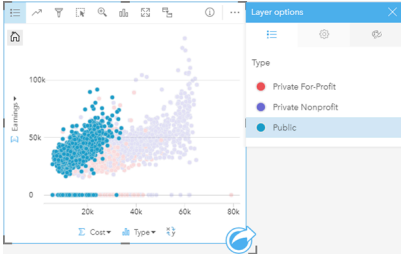 Layer options
Type
Private For-Profit
Private Nonprofit
Public
Σ Earnings
100k
50k
0
20k 40k 60k 80k
Σ Cost Type